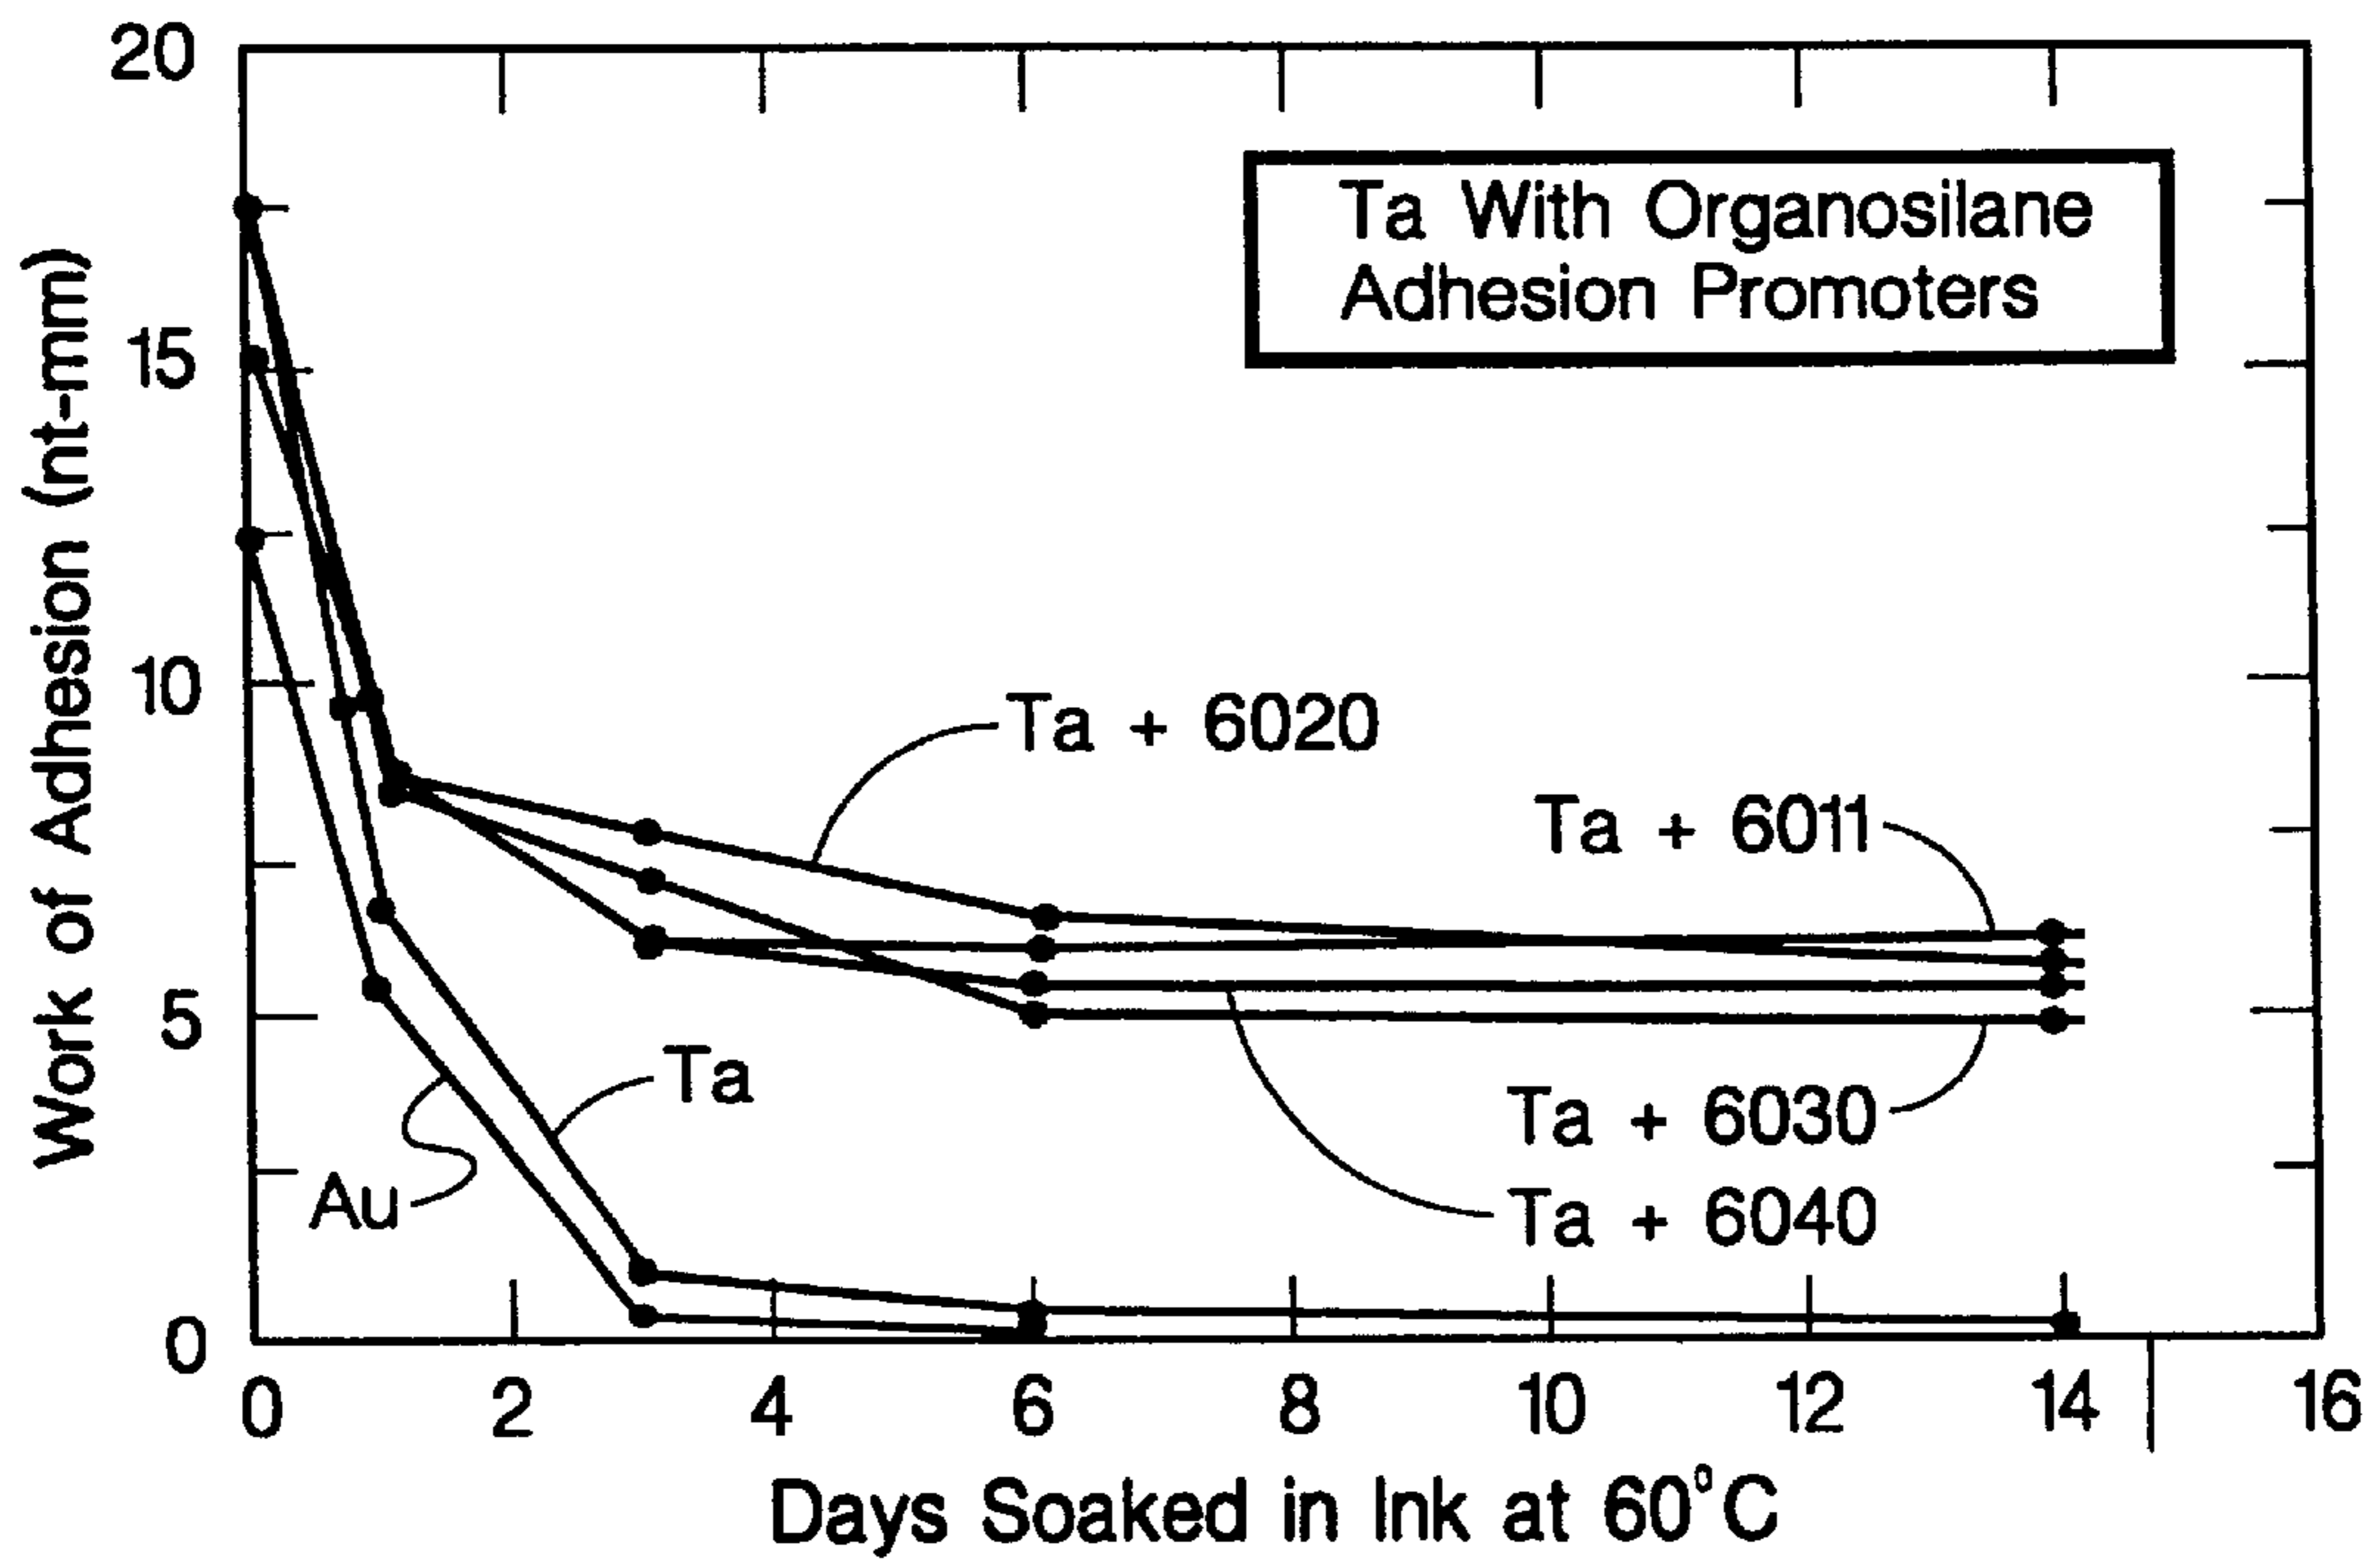 20
15
10
5
0
Work of Adhesion (nt-mm)
Ta With Organosilane
Adhesion Promoters
Ta + 6020
Ta + 6011
Ta
Au
Ta + 6030
Ta + 6040
0 2 4 6 8 10 12 14 16
Days Soaked in Ink at 60°C